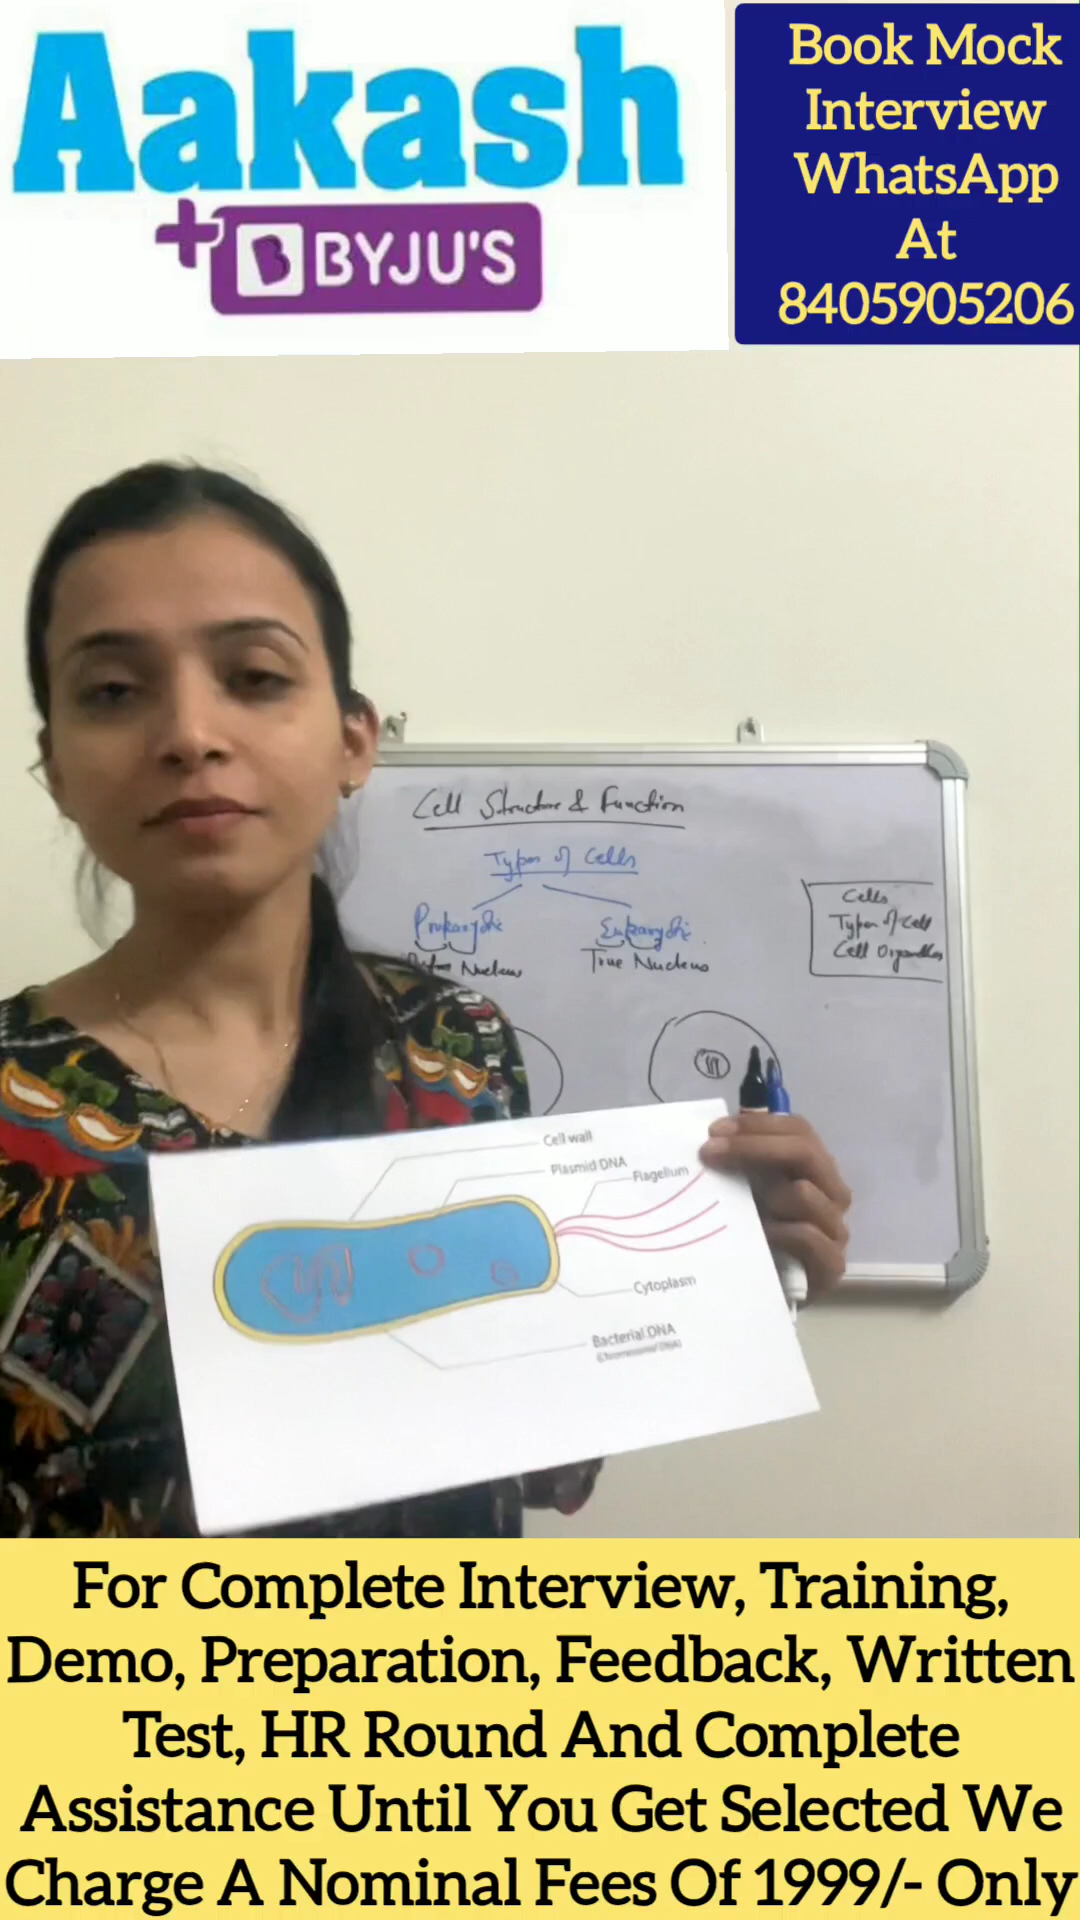 Aakash
+ BYJU'S
Book Mock
Interview
WhatsApp
At
8405905206
Cell Structure & Function
Types of Cells
Prokaryotic
Eukaryotic
Nucleus
True Nucleus
Cells
Types of Cell
Cell Organelles
Cell wall
Plasmid DNA
Flagellum
Cytoplasm
Bacterial DNA
(Chromosomal DNA)
For Complete Interview, Training,
Demo, Preparation, Feedback, Written
Test, HR Round And Complete
Assistance Until You Get Selected We
Charge A Nominal Fees Of 1999/- Only